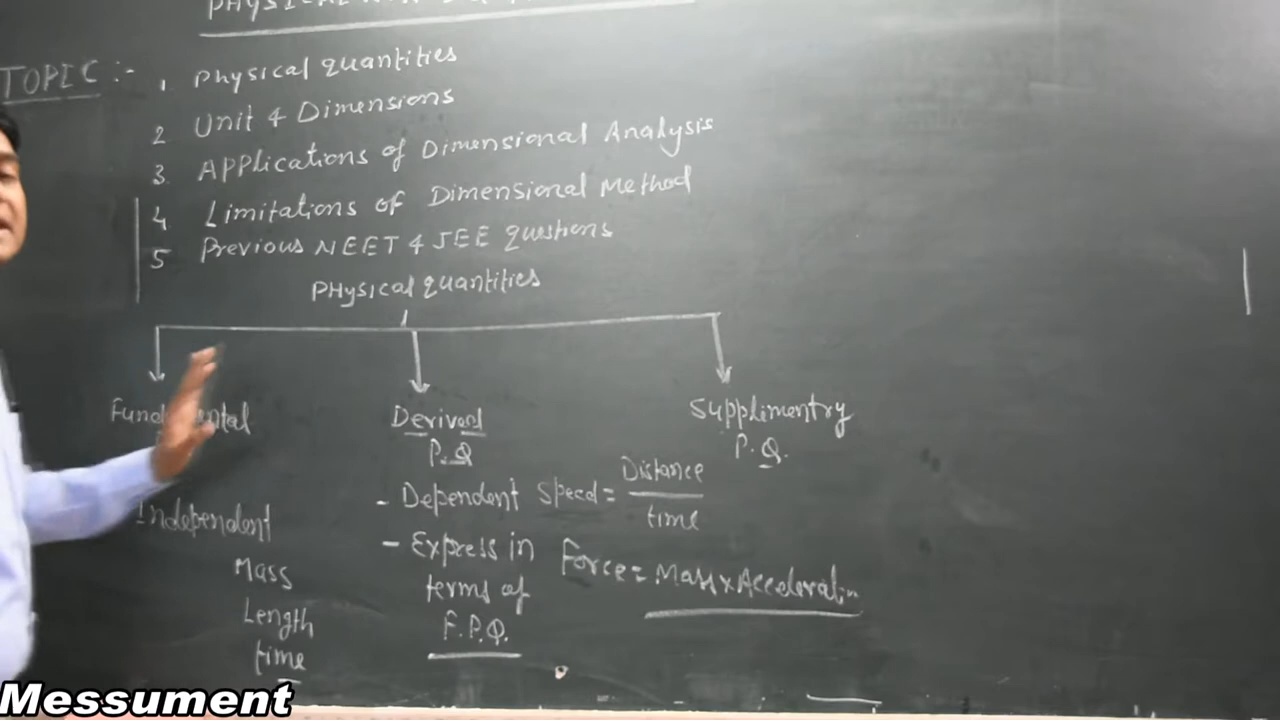 TOPIC :-
1. Physical quantities
2 Unit & Dimensions
3. Applications of Dimensional Analysis
4 Limitations of Dimensional Method
5 Previous NEET & JEE questions
PHysical quantities
Fundamental
Derived
P.Q
Supplimentry
P.Q.
Independent
Mass
Length
time
- Dependent
- Express in
terms of
F.P.Q.
Speed = Distance
time
Force = Mass x Acceleration
Messument